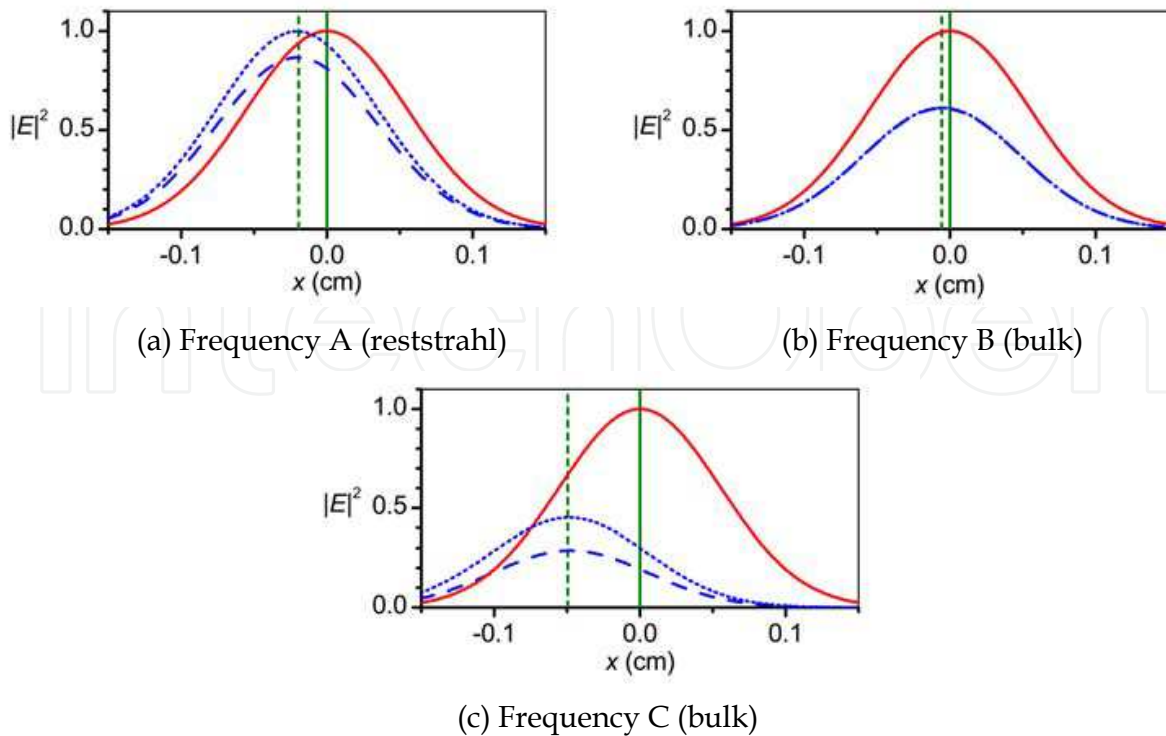 1.0
0.5
0.0
|E|²
-0.1
0.0
0.1
x (cm)
(a) Frequency A (reststrahl)
1.0
0.5
0.0
|E|²
-0.1
0.0
0.1
x (cm)
(b) Frequency B (bulk)
1.0
0.5
0.0
|E|²
-0.1
0.0
0.1
x (cm)
(c) Frequency C (bulk)
IntechOpen